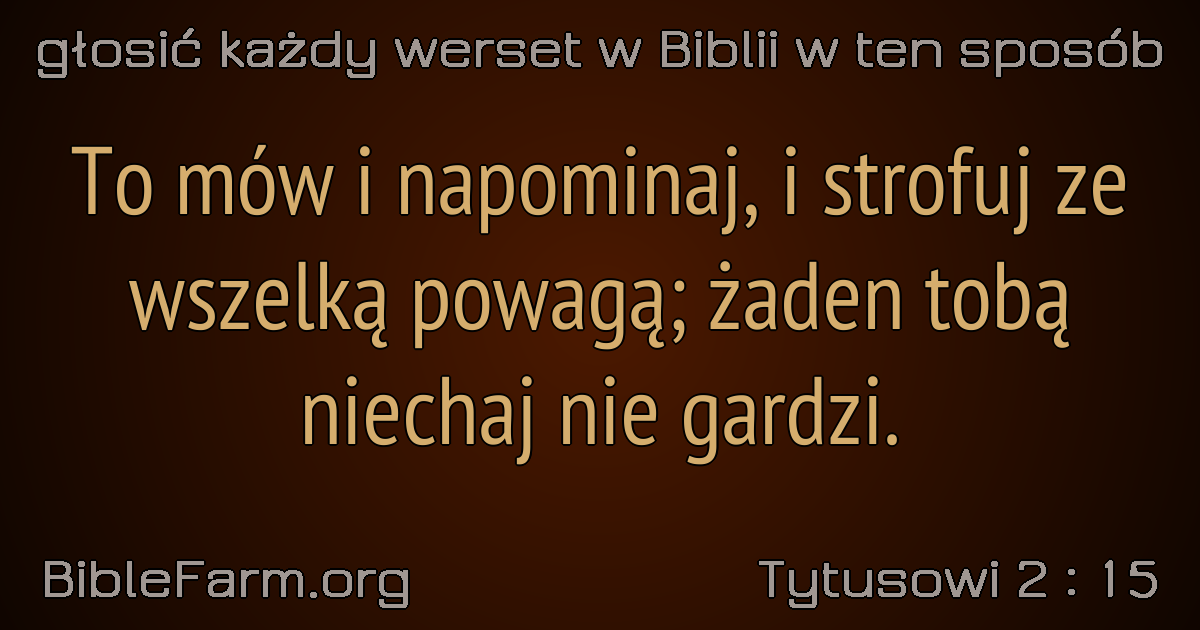 głosić każdy werset w Biblii w ten sposób
To mów i napominaj, i strofuj ze
wszelką powagą; żaden tobą
niechaj nie gardzi.
BibleFarm.org
Tytusowi 2 : 15